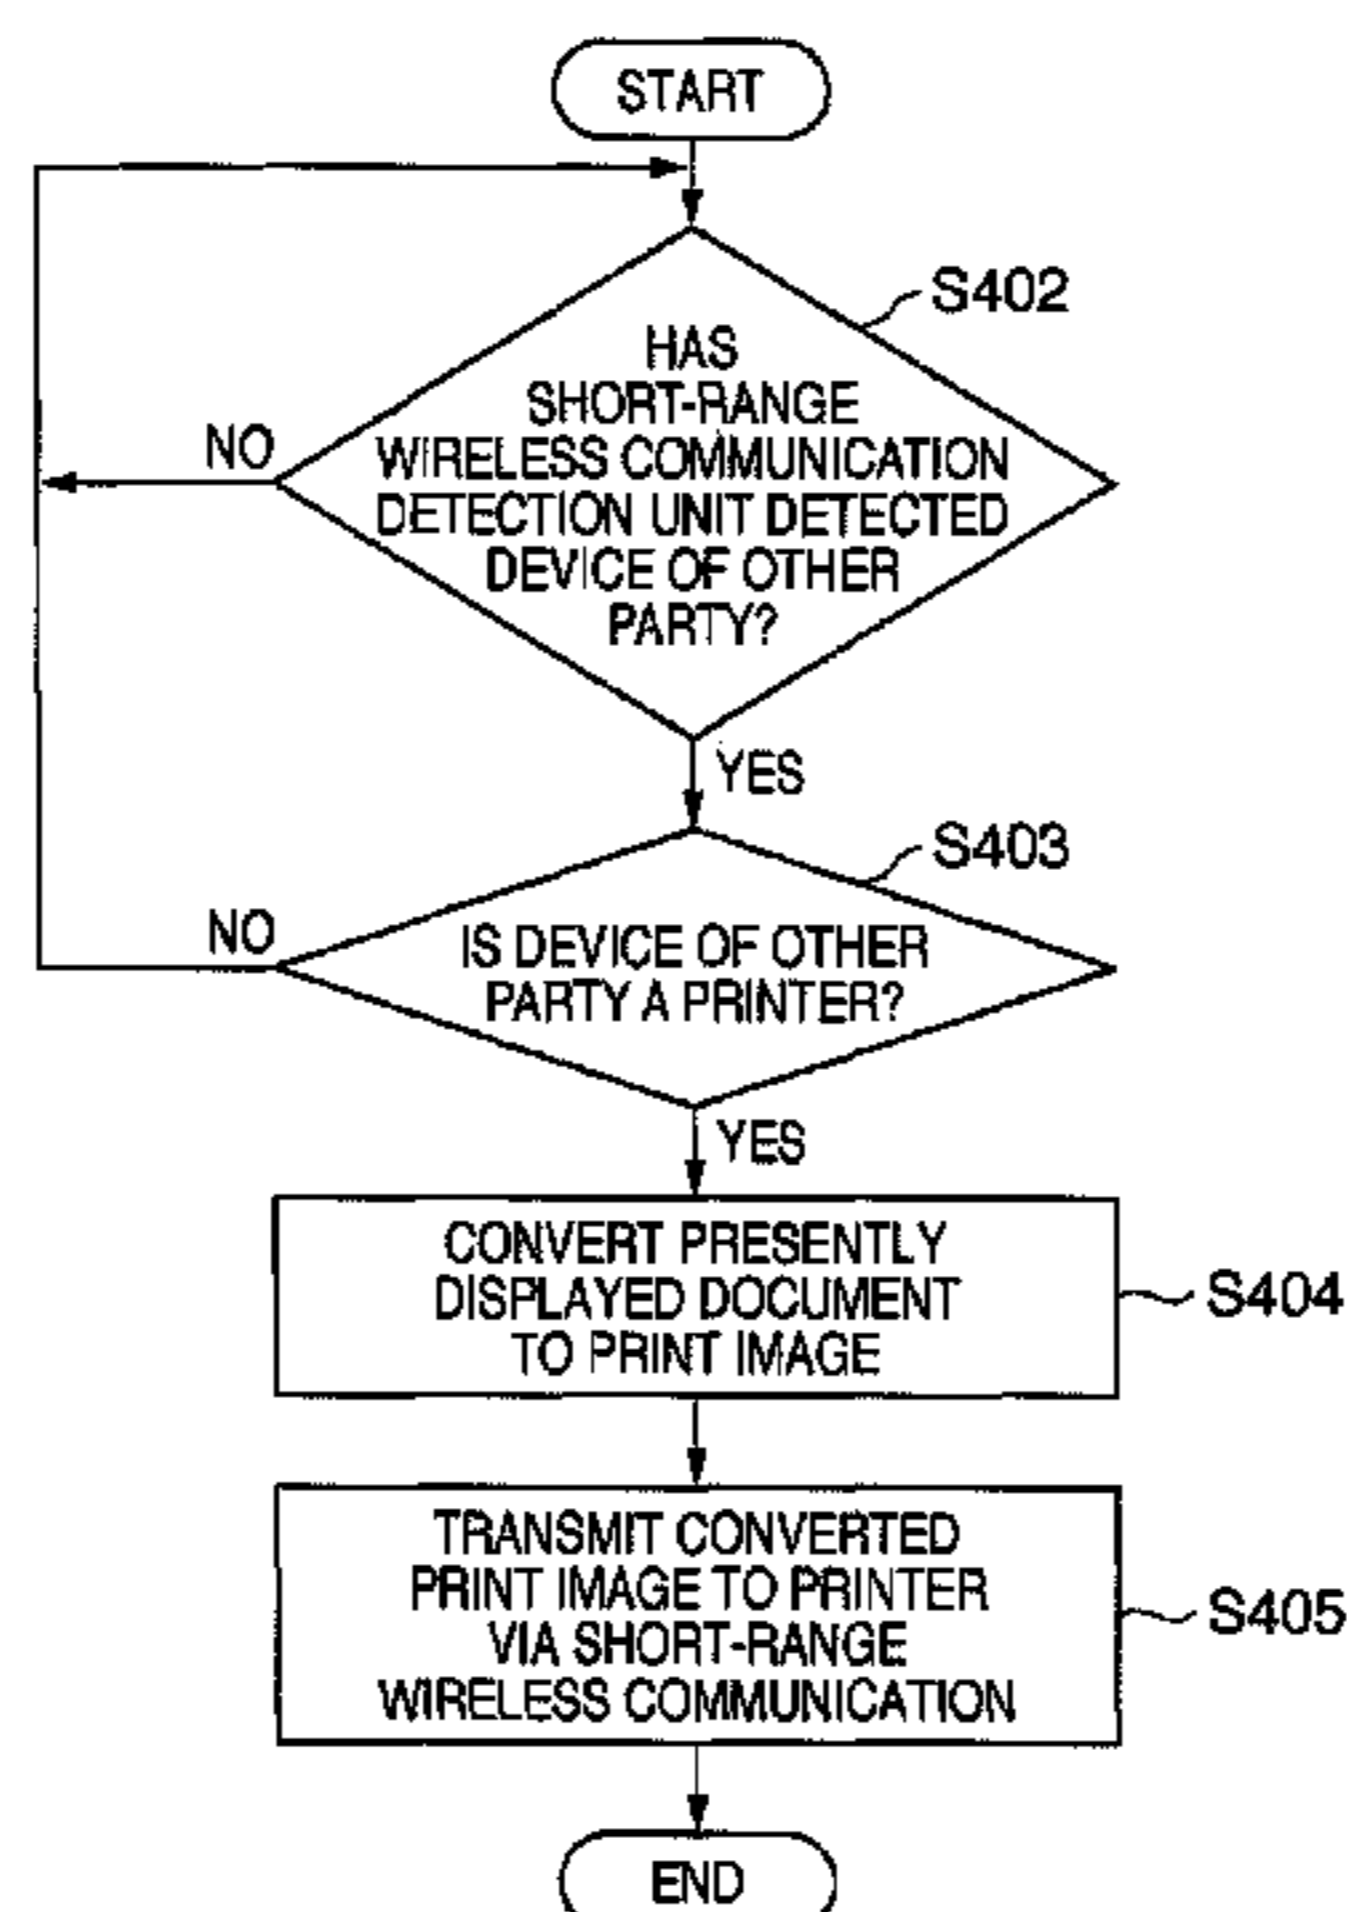 START
S402
HAS
SHORT-RANGE
WIRELESS COMMUNICATION
DETECTION UNIT DETECTED
DEVICE OF OTHER
PARTY?
NO
YES
S403
IS DEVICE OF OTHER
PARTY A PRINTER?
NO
YES
CONVERT PRESENTLY
DISPLAYED DOCUMENT
TO PRINT IMAGE
S404
TRANSMIT CONVERTED
PRINT IMAGE TO PRINTER
VIA SHORT-RANGE
WIRELESS COMMUNICATION
S405
END